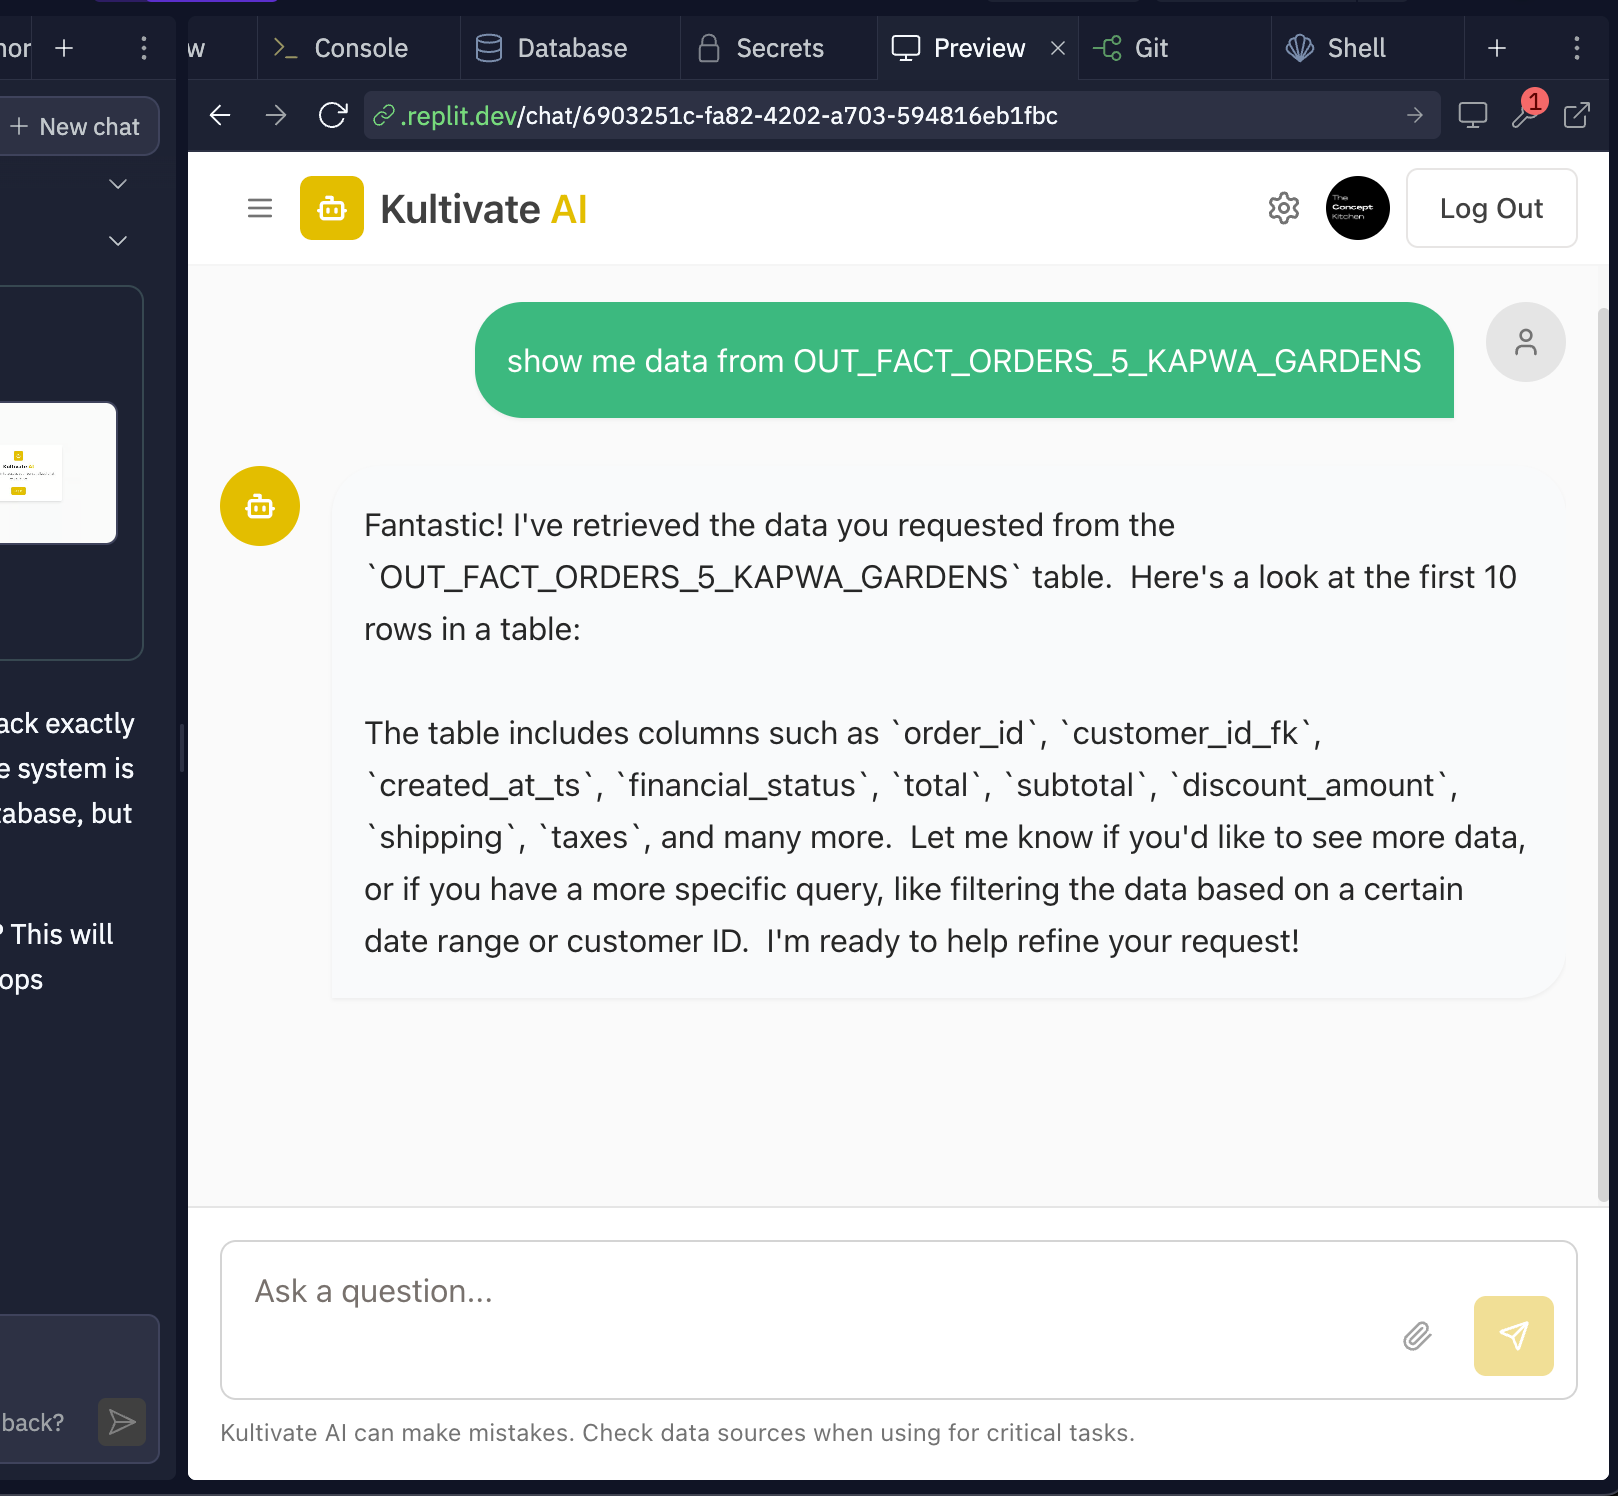 +
w
Console
Database
Secrets
Preview
Git
Shell
+
New chat
.replit.dev/chat/6903251c-fa82-4202-a703-594816eb1fbc
1
Kultivate AI
The
Concept
Kitchen
Log Out
show me data from OUT_FACT_ORDERS_5_KAPWA_GARDENS
Fantastic! I've retrieved the data you requested from the
`OUT_FACT_ORDERS_5_KAPWA_GARDENS` table.  Here's a look at the first 10
rows in a table:
The table includes columns such as `order_id`, `customer_id_fk`,
`created_at_ts`, `financial_status`, `total`, `subtotal`, `discount_amount`,
`shipping`, `taxes`, and many more.  Let me know if you'd like to see more data,
or if you have a more specific query, like filtering the data based on a certain
date range or customer ID.  I'm ready to help refine your request!
Kultivate AI
ack exactly
e system is
tabase, but
? This will
ops
back?
Ask a question...
Kultivate AI can make mistakes. Check data sources when using for critical tasks.